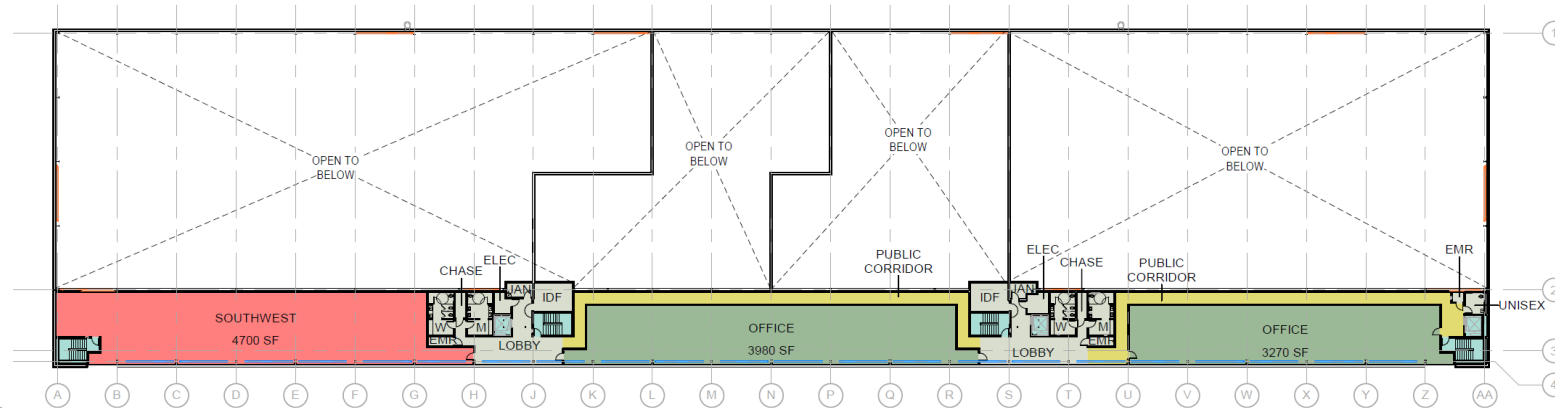 1
OPEN TO
BELOW
OPEN TO
BELOW
OPEN TO
BELOW
OPEN TO
BELOW
PUBLIC
CORRIDOR
ELEC
CHASE
ELEC
CHASE
PUBLIC
CORRIDOR
EMR
2
JAN
IDF
IDF
JAN
UNISEX
SOUTHWEST
4700 SF
W
M
EMR
LOBBY
OFFICE
3980 SF
W
M
EMR
LOBBY
OFFICE
3270 SF
3
4
A B C D E F G H J K L M N P Q R S T U V W X Y Z AA